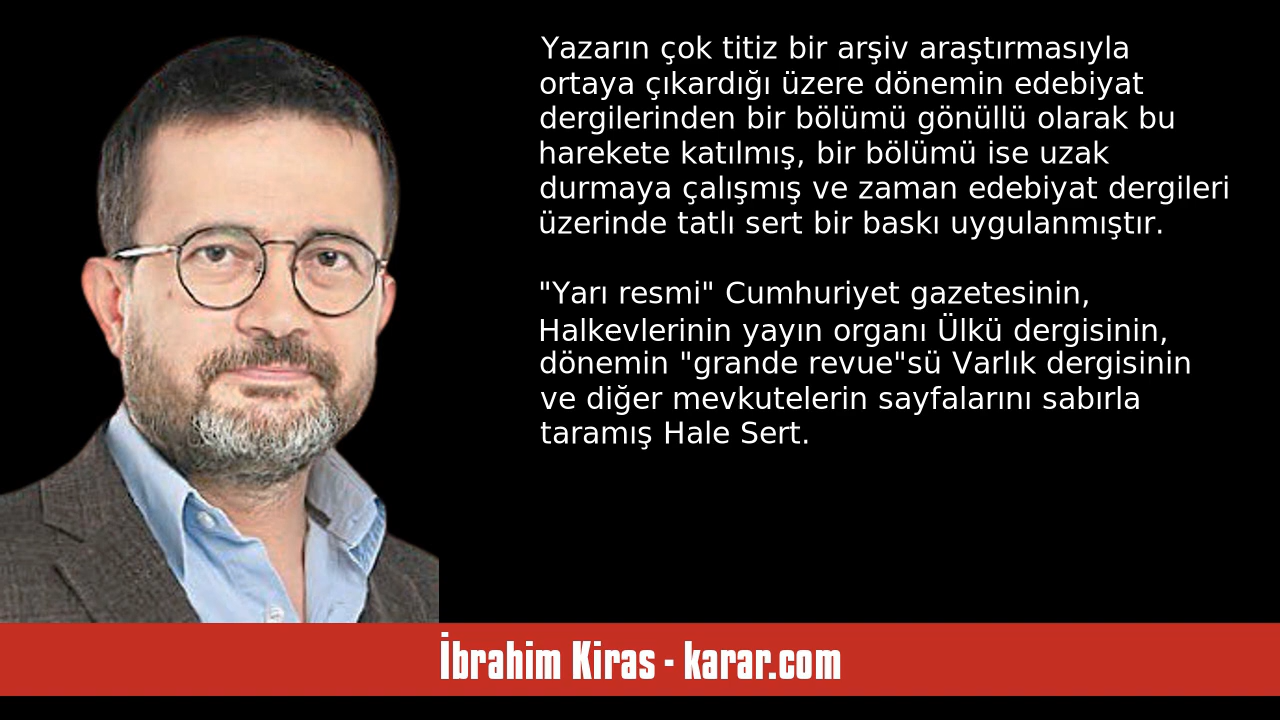 Yazarın çok titiz bir arşiv araştırmasıyla
ortaya çıkardığı üzere dönemin edebiyat
dergilerinden bir bölümü gönüllü olarak bu
harekete katılmış, bir bölümü ise uzak
durmaya çalışmış ve zaman edebiyat dergileri
üzerinde tatlı sert bir baskı uygulanmıştır.
"Yarı resmi" Cumhuriyet gazetesinin,
Halkevlerinin yayın organı Ülkü dergisinin,
dönemin "grande revue"sü Varlık dergisinin
ve diğer mevkutelerin sayfalarını sabırla
taramış Hale Sert.
İbrahim Kiras - karar.com